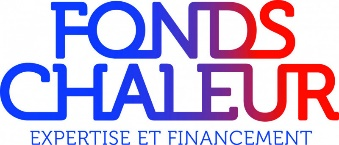 FONDS
CHALEUR
EXPERTISE ET FINANCEMENT